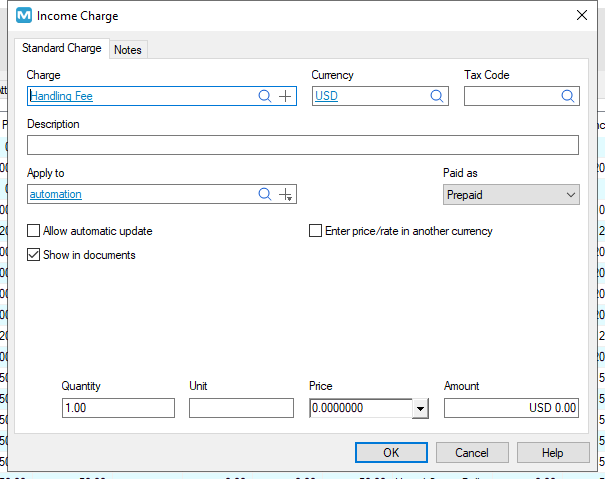 M Income Charge
Standard Charge Notes
Charge Currency Tax Code
Handling Fee USD
Description
Apply to Paid as
automation Prepaid
Allow automatic update Enter price/rate in another currency
Show in documents
Quantity Unit Price Amount
1.00 0.0000000 USD 0.00
OK Cancel Help